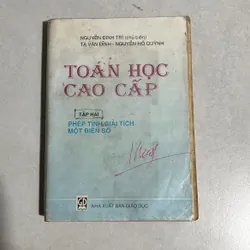 NGUYỄN ĐÌNH TRÍ (chủ biên)
TẠ VĂN ĐĨNH - NGUYỄN HỒ QUỲNH
TOÁN HỌC
CAO CẤP
TẬP HAI
PHÉP TÍNH GIẢI TÍCH
MỘT BIẾN SỐ
NHÀ XUẤT BẢN GIÁO DỤC